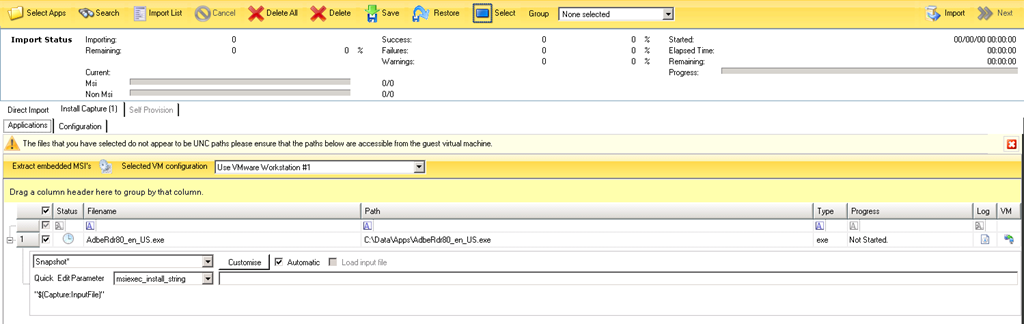 Select Apps Search Import List Cancel Delete All Delete Save Restore Select Group None selected Import Next
Import Status Importing: 0 Success: 0 0 % Started: 00/00/00 00:00:00
Remaining: 0 0 % Failures: 0 0 % Elapsed Time: 00:00:00
Warnings: 0 0 % Remaining: 00:00:00
Current: Progress:
Msi 0/0
Non Msi 0/0
Direct Import Install Capture (1) Self Provision
Applications Configuration
The files that you have selected do not appear to be UNC paths please ensure that the paths below are accessible from the guest virtual machine.
Extract embedded MSI's Selected VM configuration Use VMware Workstation #1
Drag a column header here to group by that column.
Status Filename Path Type Progress Log VM
1 AdbeRdr80_en_US.exe C:\Data\Apps\AdbeRdr80_en_US.exe exe Not Started.
Snapshot* Customise Automatic Load input file
Quick Edit Parameter msiexec_install_string
"$(Capture:InputFile)"